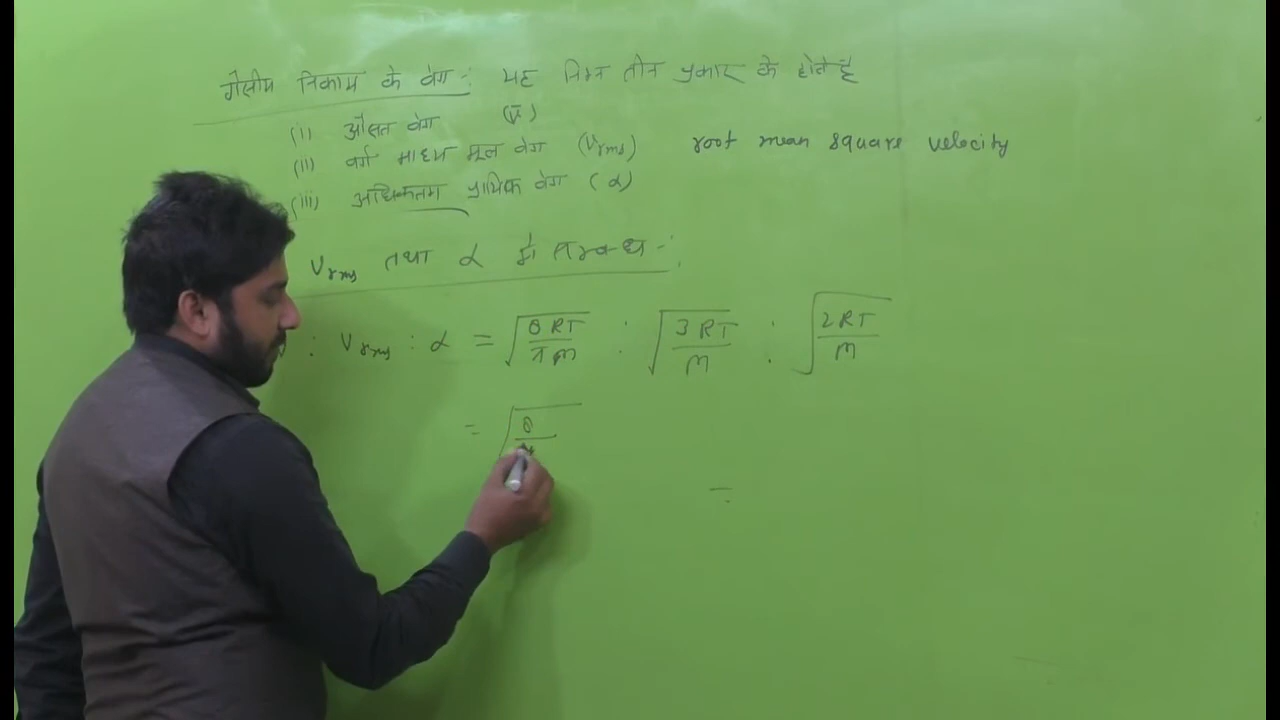 गैसीय निकाय के वेग :- यह निम्न तीन प्रकार के होते है
(i) औसत वेग (V̄)
(ii) वर्ग माध्य मूल वेग (Vrms) root mean square velocity
(iii) अधिकतम प्रायिक वेग (α)
Vrms तथा α में सम्बन्ध :-
: Vrms : α = √(8RT/πM) : √(3RT/M) : √(2RT/M)
= √(8/π
=